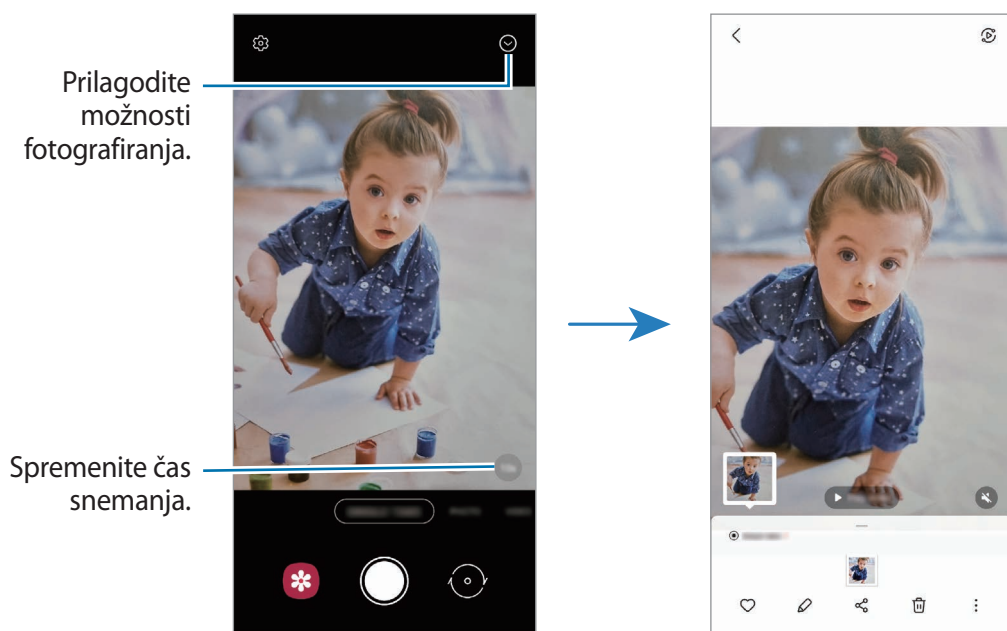 Prilagodite
možnosti
fotografiranja.
Spremenite čas
snemanja.